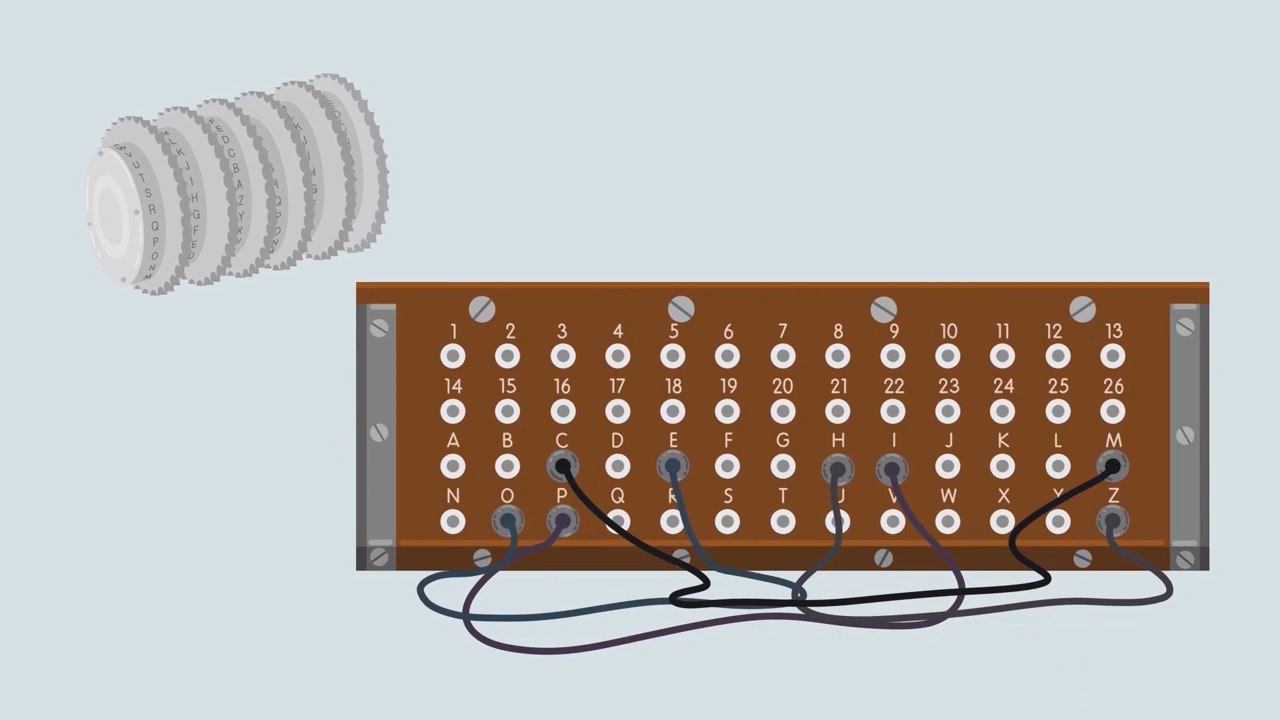 1 2 3 4 5 6 7 8 9 10 11 12 13
14 15 16 17 18 19 20 21 22 23 24 25 26
A B C D E F G H I J K L M
N O P Q R S T U V W X Y Z
U T S R Q P O N M
L K J I H G F E D
E D C B A Z Y X
R Q P O N
K J I H G